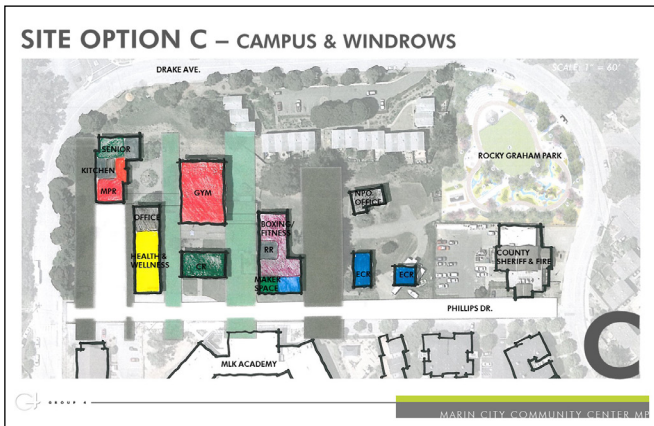 SITE OPTION C – CAMPUS & WINDROWS
DRAKE AVE.
SCALE: 1" = 60'
SENIOR
KITCHEN
MPR
GYM
ROCKY GRAHAM PARK
NPO
OFFICE
OFFICE
HEALTH &
WELLNESS
BOXING/
FITNESS
RR
CR
MAKER
SPACE
ECR
ECR
COUNTY
SHERIFF & FIRE
PHILLIPS DR.
MLK ACADEMY
C
GROUP 4
MARIN CITY COMMUNITY CENTER MP